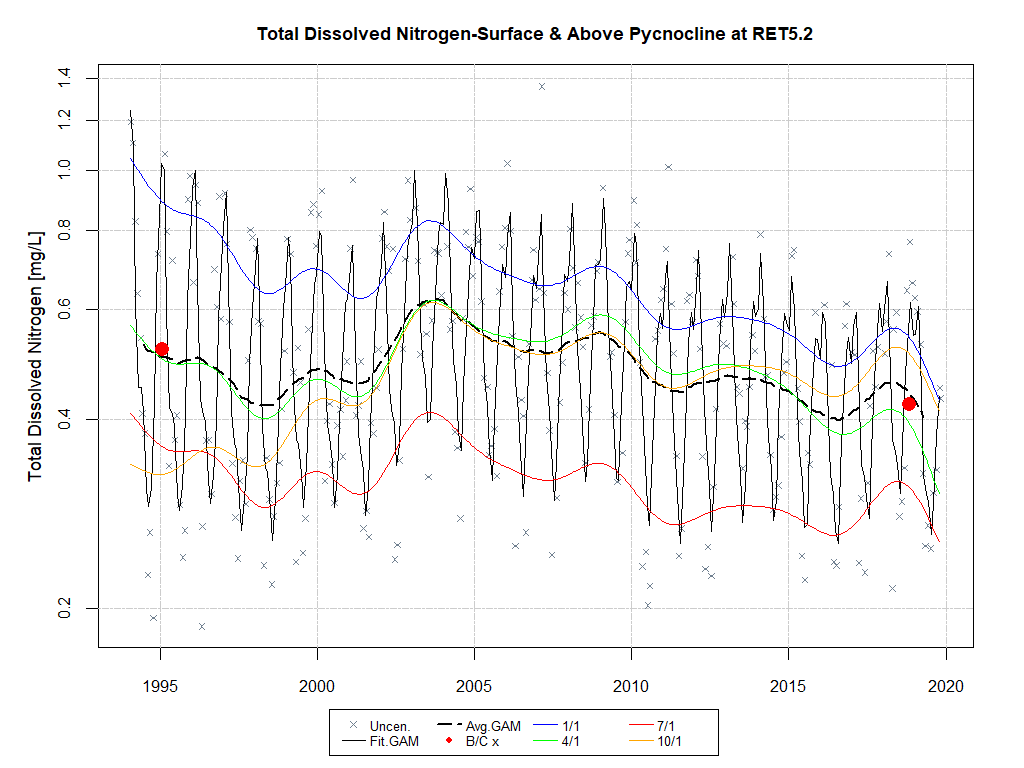 Total Dissolved Nitrogen-Surface & Above Pycnocline at RET5.2
Total Dissolved Nitrogen [mg/L]
1.4
1.2
1.0
0.8
0.6
0.4
0.2
1995 2000 2005 2010 2015 2020
Uncen. Avg.GAM 1/1 7/1
Fit.GAM B/C x 4/1 10/1